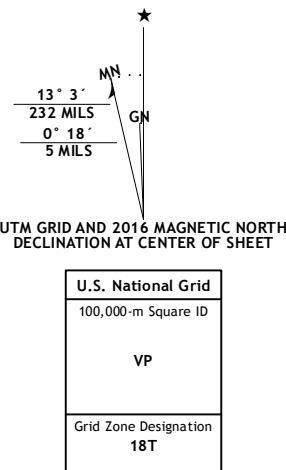 ★
MN
13° 3´
232 MILS
GN
0° 18´
5 MILS
UTM GRID AND 2016 MAGNETIC NORTH
DECLINATION AT CENTER OF SHEET
U.S. National Grid
100,000-m Square ID
VP
Grid Zone Designation
18T